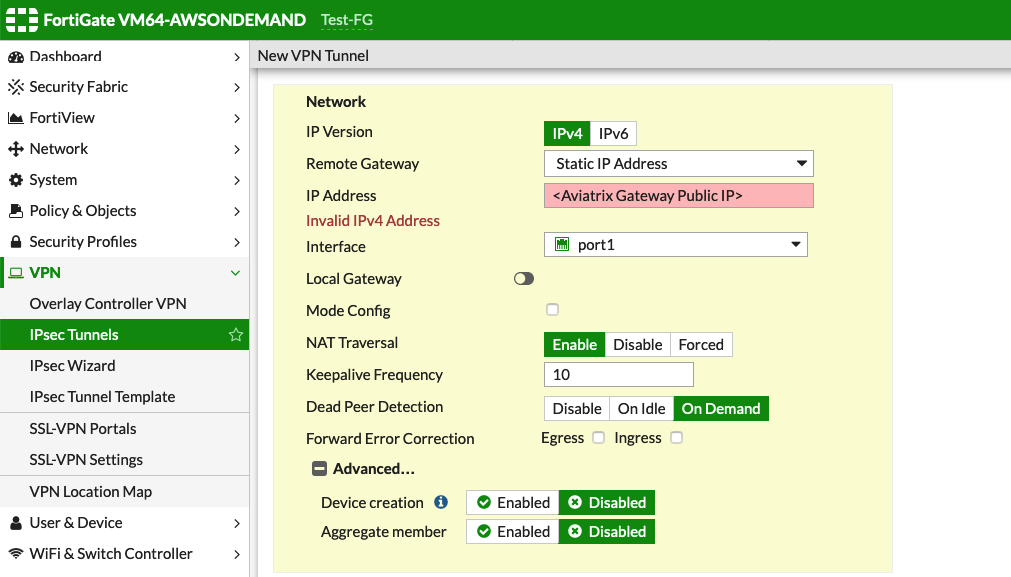 FortiGate VM64-AWSONDEMAND Test-FG
Dashboard
Security Fabric
FortiView
Network
System
Policy & Objects
Security Profiles
VPN
Overlay Controller VPN
IPsec Tunnels
IPsec Wizard
IPsec Tunnel Template
SSL-VPN Portals
SSL-VPN Settings
VPN Location Map
User & Device
WiFi & Switch Controller
New VPN Tunnel
Network
IP Version IPv4 IPv6
Remote Gateway Static IP Address
IP Address <Aviatrix Gateway Public IP>
Invalid IPv4 Address
Interface port1
Local Gateway
Mode Config
NAT Traversal Enable Disable Forced
Keepalive Frequency 10
Dead Peer Detection Disable On Idle On Demand
Forward Error Correction Egress Ingress
Advanced...
Device creation Enabled Disabled
Aggregate member Enabled Disabled